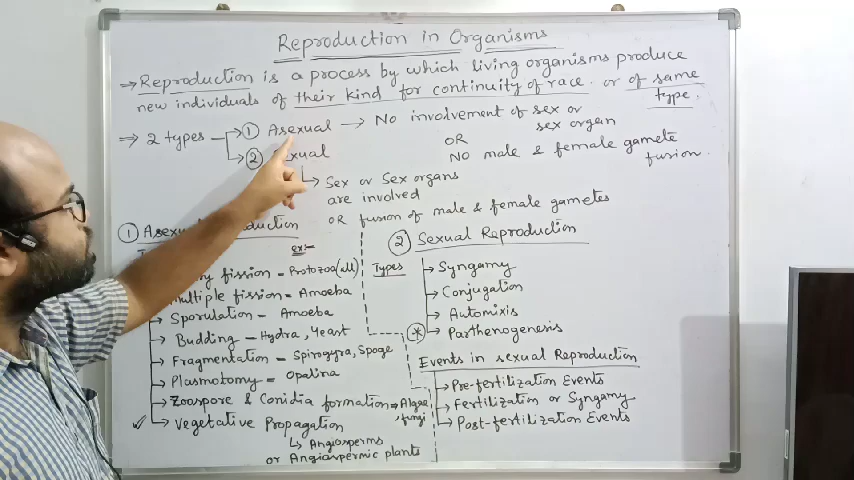 Reproduction in Organisms
⇒ Reproduction is a process by which living organisms produce
new individuals of their kind for continuity of race. or of same
type.
⇒ 2 types → ① Asexual → No involvement of sex or
sex organ
OR
NO male & female gamete
fusion.
→ ② xual
↳ Sex or Sex organs
are involved
OR fusion of male & female gametes
① Asexual duction
ex:-
fission = Protozoa (all)
→ Multiple fission = Amoeba
→ Sporulation – Amoeba
→ Budding – Hydra, Yeast
→ Fragmentation = Spirogyra, Spoge
→ Plasmotomy = Opalina
→ Zoospore & Conidia formation → Algae,
fungi
✓ → Vegetative Propagation
↳ Angiosperms
or Angiospermic plants
② Sexual Reproduction
Types → Syngamy
→ Conjugation
→ Automixis
* → Parthenogenesis
Events in sexual Reproduction
→ Pre-fertilization Events
→ Fertilization or Syngamy
→ Post-fertilization Events